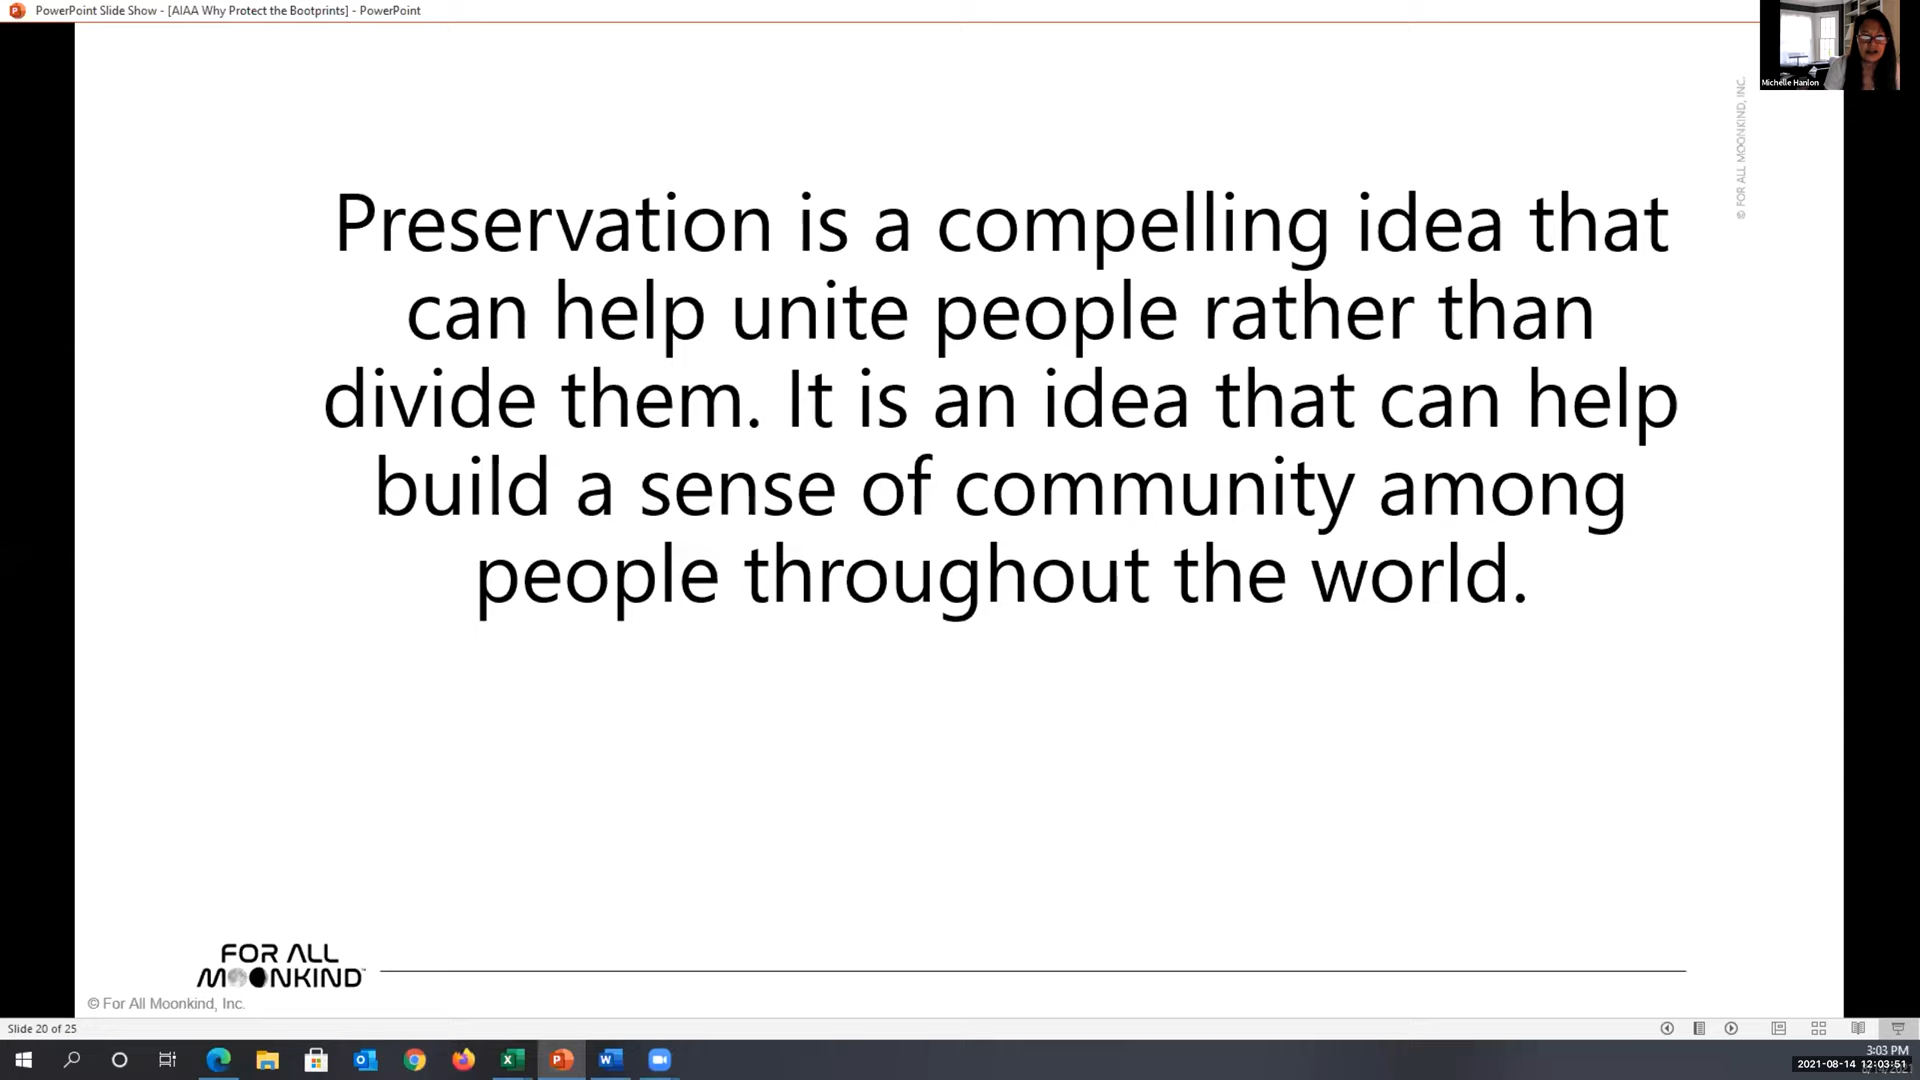 PowerPoint Slide Show - [AIAA Why Protect the Bootprints] - PowerPoint
Michelle Hanlon
© FOR ALL MOONKIND, INC.
Preservation is a compelling idea that
can help unite people rather than
divide them. It is an idea that can help
build a sense of community among
people throughout the world.
FOR ALL
MOONKIND™
© For All Moonkind, Inc.
Slide 20 of 25
3:03 PM
2021-08-14 12:03:51